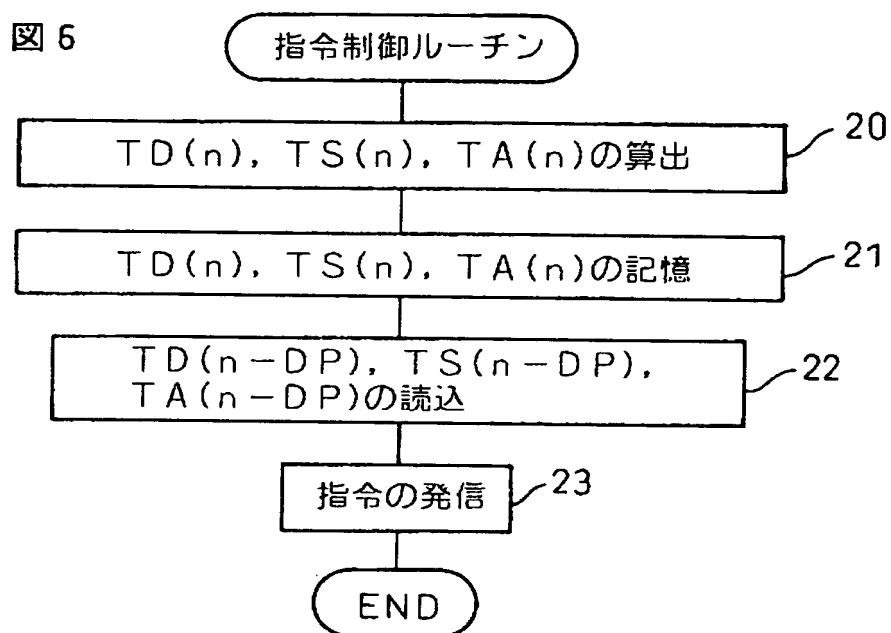 図6
指令制御ルーチン
TD(n), TS(n), TA(n)の算出
20
TD(n), TS(n), TA(n)の記憶
21
TD(n-DP), TS(n-DP),
TA(n-DP)の読込
22
指令の発信
23
END